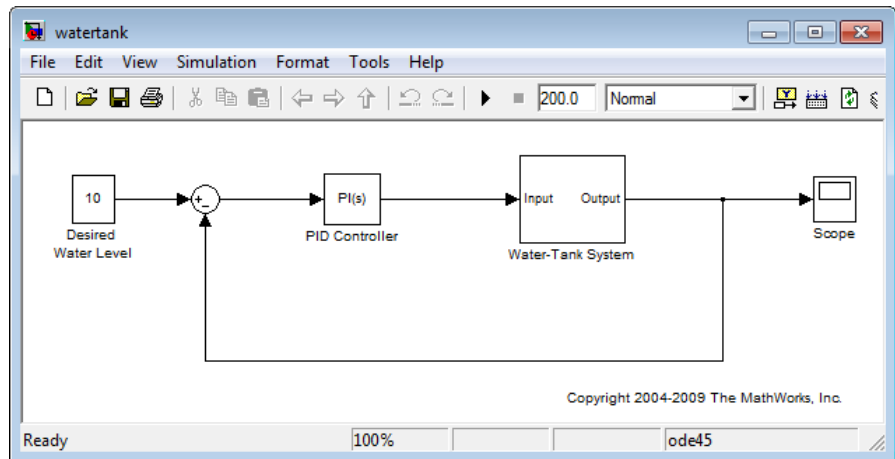 watertank
File Edit View Simulation Format Tools Help
200.0 Normal
10
+
-
PI(s)
Input Output
Desired
Water Level
PID Controller
Water-Tank System
Scope
Copyright 2004-2009 The MathWorks, Inc.
Ready 100% ode45